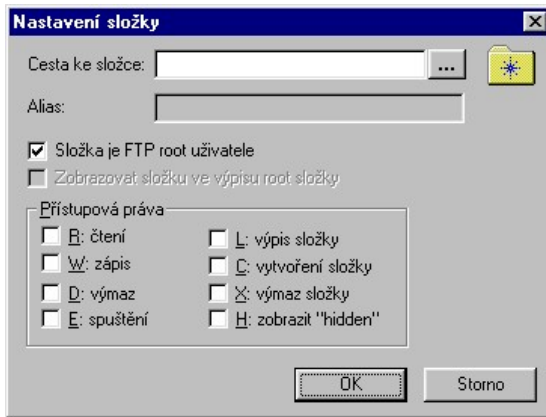 Nastavení složky
Cesta ke složce:
...
Alias:
Složka je FTP root uživatele
Zobrazovat složku ve výpisu root složky
Přístupová práva
R: čtení
L: výpis složky
W: zápis
C: vytvoření složky
D: výmaz
X: výmaz složky
E: spuštění
H: zobrazit "hidden"
OK
Storno